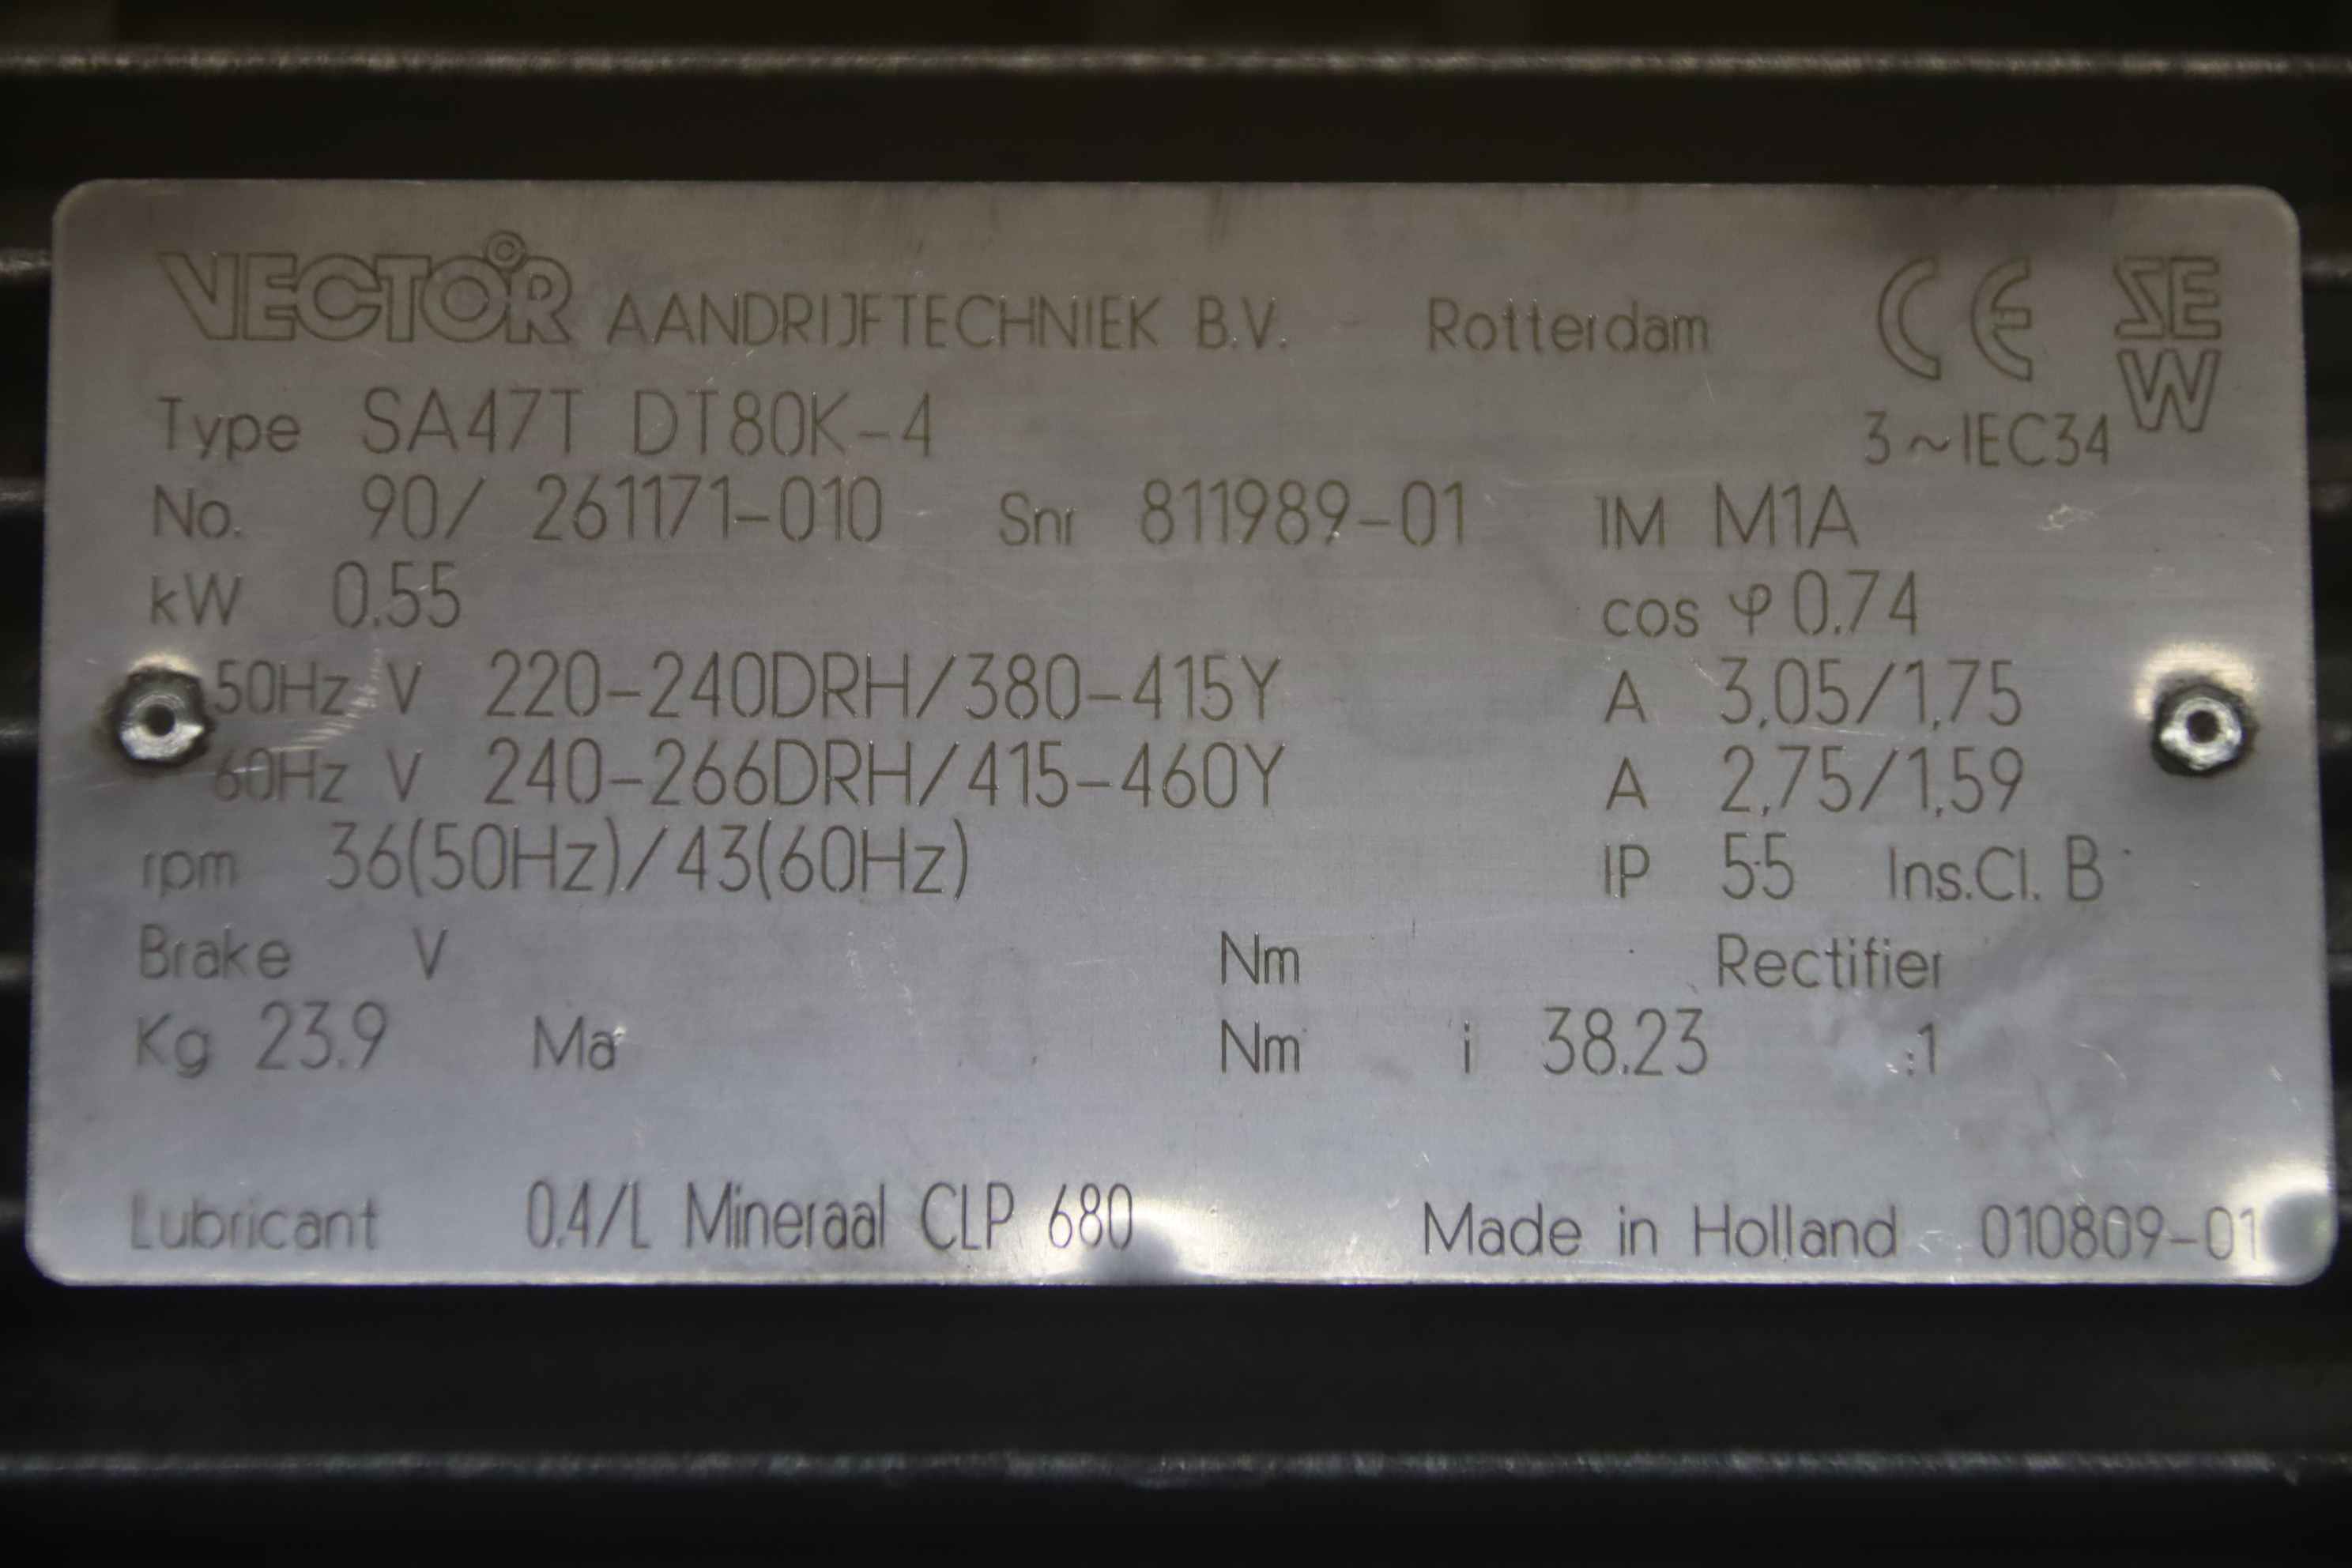 VECTOR AANDRIJFTECHNIEK B.V. Rotterdam CE SEW
Type SA47T DT80K-4 3~IEC34
No. 90/ 261171-010 Snr 811989-01 IM M1A
kW 0.55 cos φ 0.74
50Hz V 220-240DRH/380-415Y A 3,05/1,75
60Hz V 240-266DRH/415-460Y A 2,75/1,59
rpm 36(50Hz)/43(60Hz) IP 55 Ins.Cl. B
Brake V Nm Rectifier
Kg 23.9 Ma Nm i 38.23 :1
Lubricant 0.4/L Mineraal CLP 680 Made in Holland 010809-01